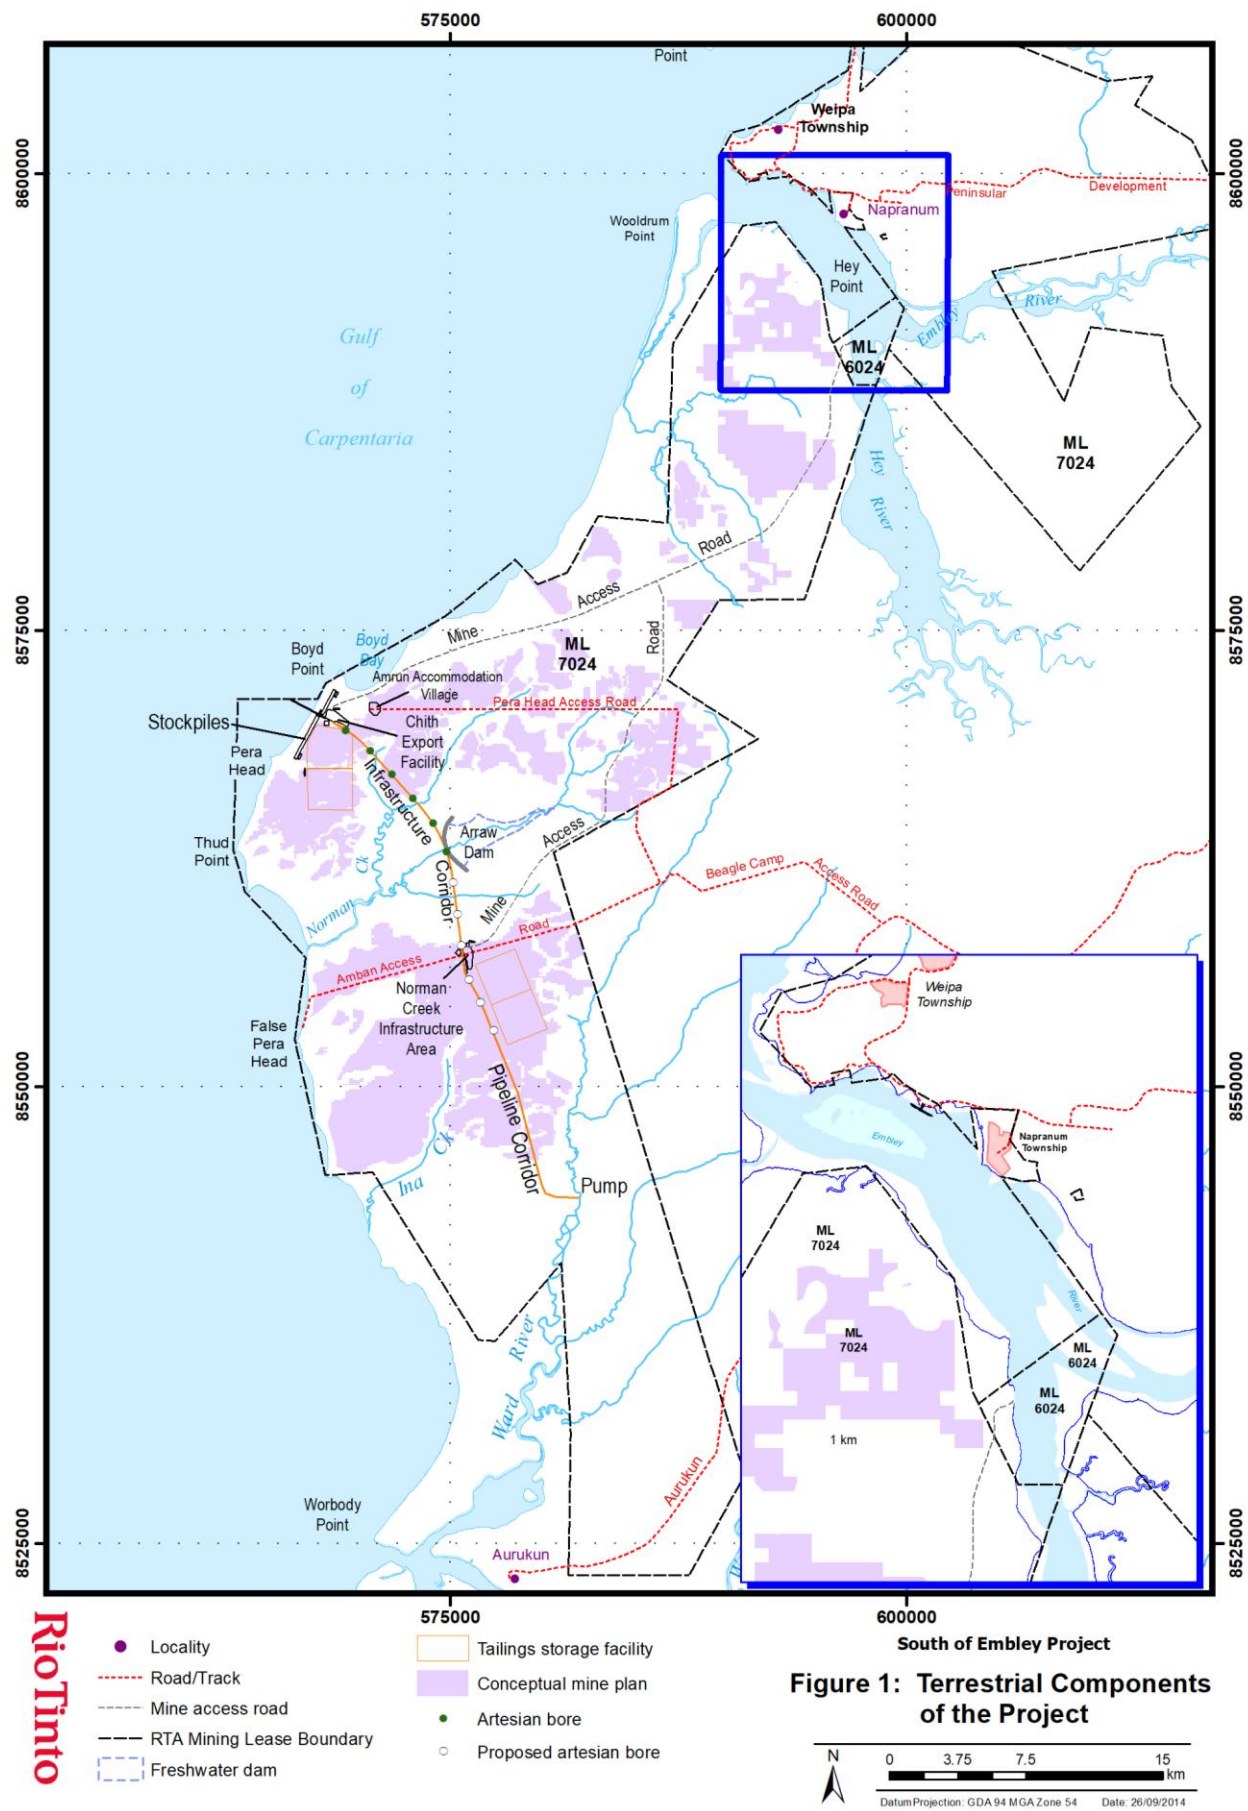 575000
600000
Point
Weipa
Township
8600000
8600000
Peninsular
Development
Napranum
Wooldrum
Point
Hey
Point
River
Embley
Gulf
of
Carpentaria
ML
6024
ML
7024
Hey
River
Road
Access
Mine
8575000
8575000
Boyd
Bay
Boyd
Point
ML
7024
Road
Amrun Accommodation
Village
Pera Head Access Road
Stockpiles
Chith
Export
Facility
Pera
Head
Infrastructure
Corridor
Thud
Point
Arraw
Dam
Access
Mine
Ck
Norman
Beagle Camp
Access Road
Road
Amban Access
Norman
Creek
Infrastructure
Area
False
Pera
Head
8550000
8550000
Pipeline Corridor
Ck
Ina
Pump
Ward
River
Worbody
Point
Aurukun
Aurukun
8525000
8525000
Weipa
Township
Embley
Napranum
Township
ML
7024
River
ML
7024
ML
6024
ML
6024
1 km
W
575000
600000
RioTinto
Locality
Road/Track
Mine access road
RTA Mining Lease Boundary
Freshwater dam
Tailings storage facility
Conceptual mine plan
Artesian bore
Proposed artesian bore
South of Embley Project
Figure 1: Terrestrial Components
of the Project
N
0 3.75 7.5 15
km
Datum/Projection: GDA 94 MGA Zone 54 Date: 26/09/2014